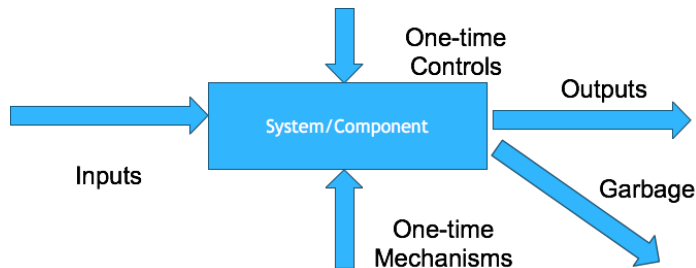 One-time
Controls
Outputs
System/Component
Inputs
Garbage
One-time
Mechanisms